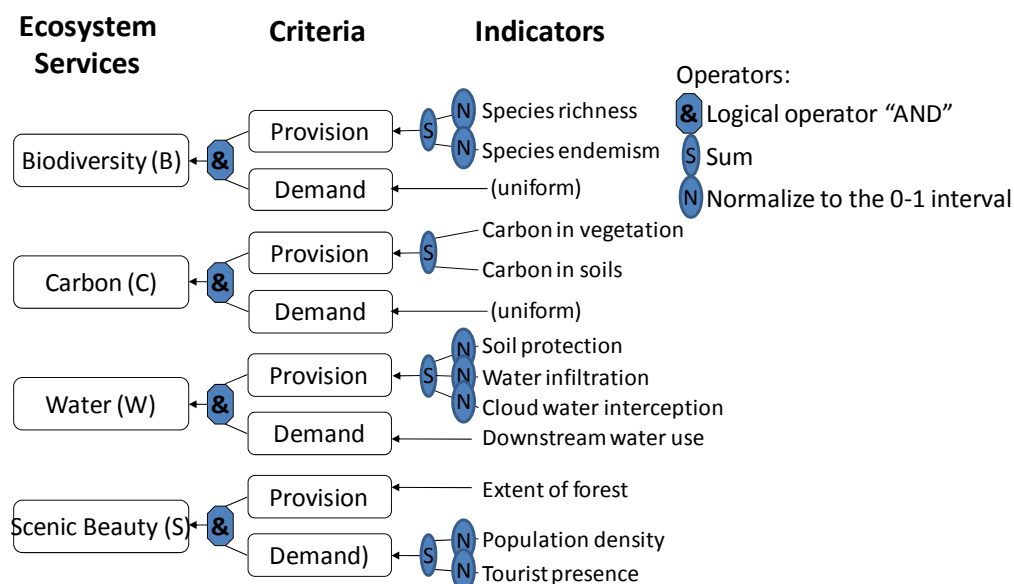 Ecosystem Services
Criteria
Indicators
Operators:
& Logical operator “AND”
S Sum
N Normalize to the 0-1 interval
Biodiversity (B)
&
Provision
S
N Species richness
N Species endemism
Demand
(uniform)
Carbon (C)
&
Provision
S
Carbon in vegetation
Carbon in soils
Demand
(uniform)
Water (W)
&
Provision
S
N Soil protection
N Water infiltration
N Cloud water interception
Demand
Downstream water use
Scenic Beauty (S)
&
Provision
Extent of forest
Demand)
S
N Population density
N Tourist presence